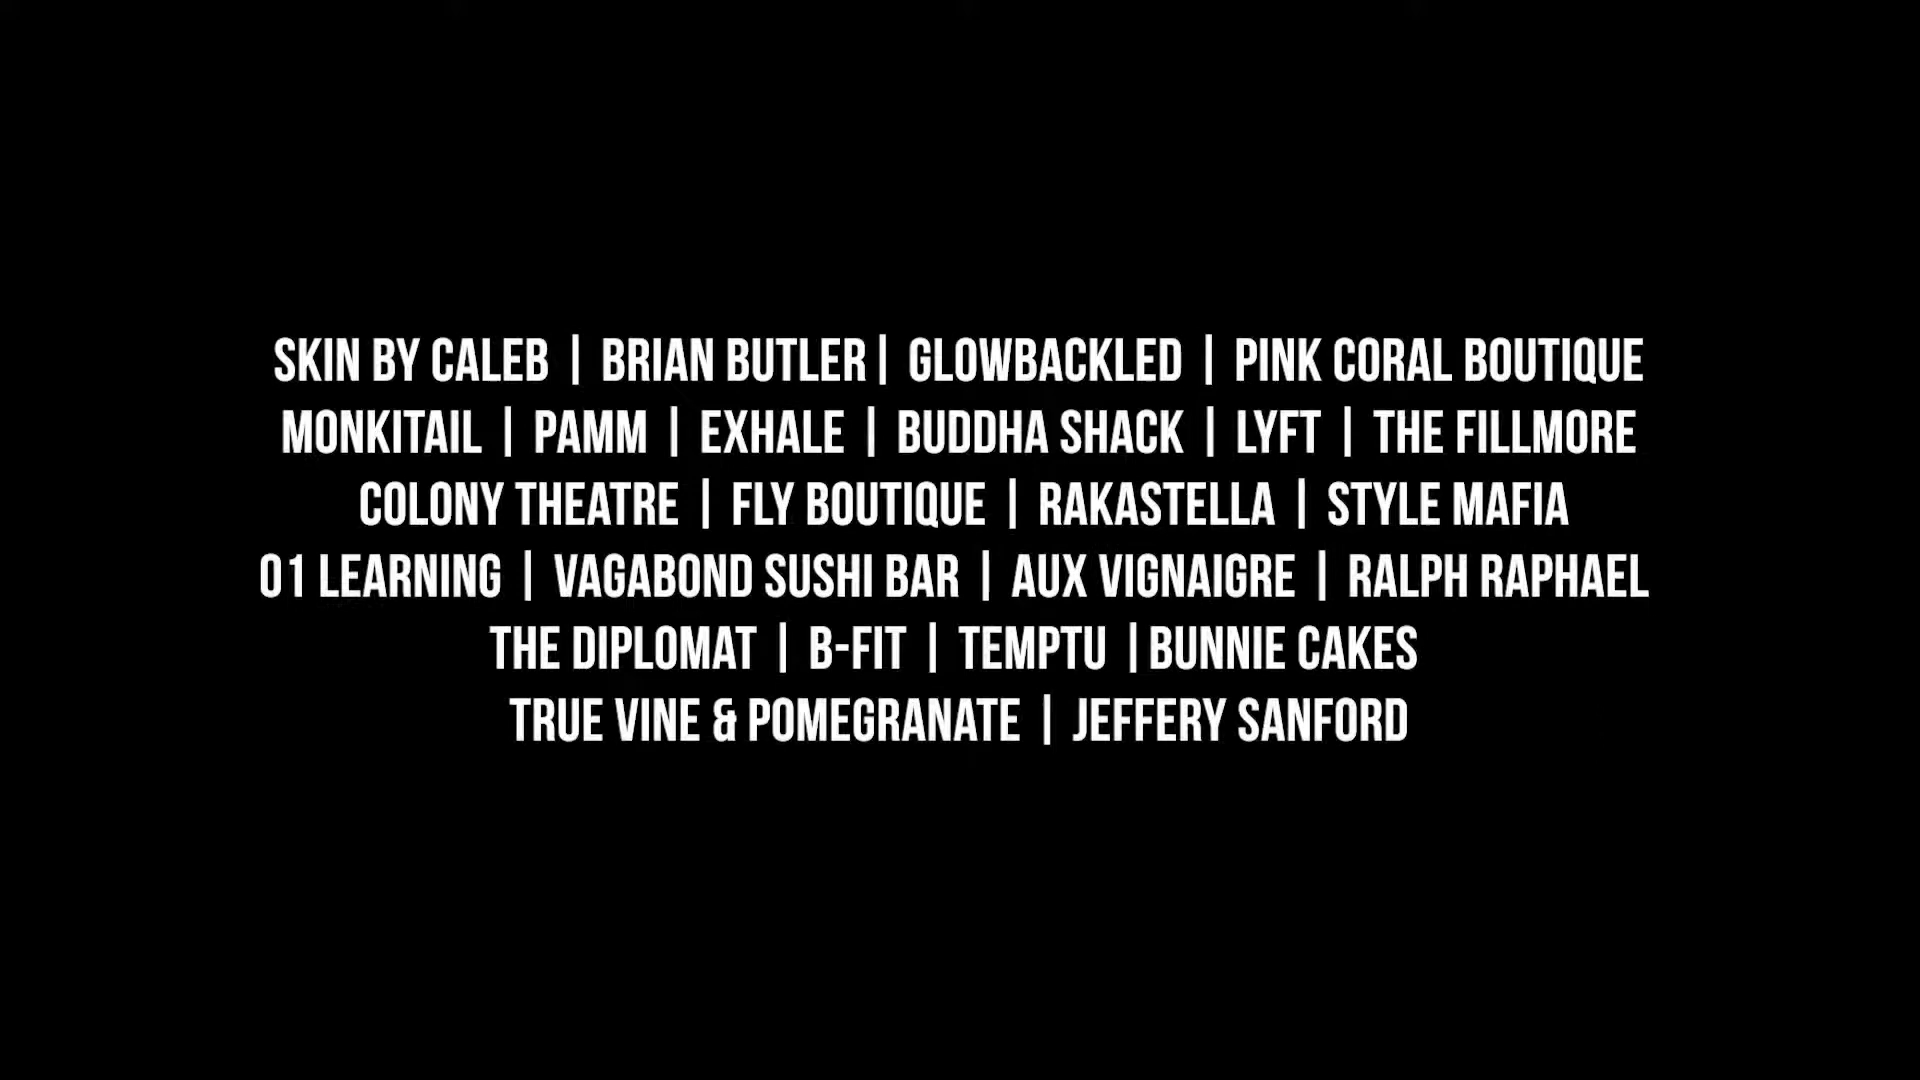 SKIN BY CALEB | BRIAN BUTLER| GLOWBACKLED | PINK CORAL BOUTIQUE
MONKITAIL | PAMM | EXHALE | BUDDHA SHACK | LYFT | THE FILLMORE
COLONY THEATRE | FLY BOUTIQUE | RAKASTELLA | STYLE MAFIA
01 LEARNING | VAGABOND SUSHI BAR | AUX VIGNAIGRE | RALPH RAPHAEL
THE DIPLOMAT | B-FIT | TEMPTU |BUNNIE CAKES
TRUE VINE & POMEGRANATE | JEFFERY SANFORD